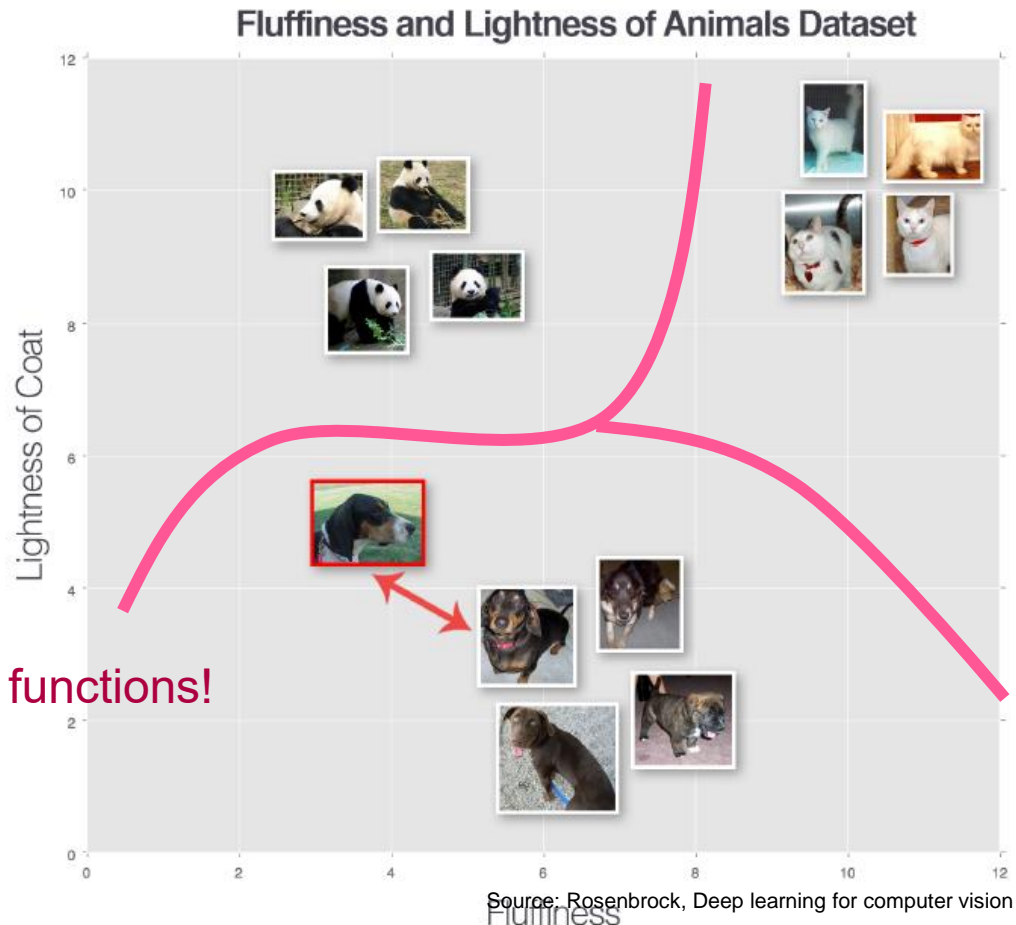 Fluffiness and Lightness of Animals Dataset
12
10
8
6
4
2
0
Lightness of Coat
functions!
0 2 4 6 8 10 12
Source: Rosenbrock, Deep learning for computer vision
Fluffiness